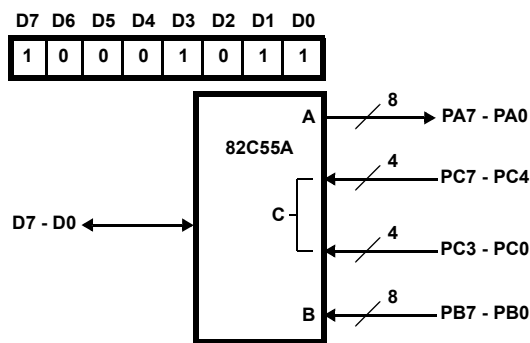 D7 D6 D5 D4 D3 D2 D1 D0
1 0 0 0 1 0 1 1
A
8
PA7 - PA0
82C55A
4
PC7 - PC4
C
D7 - D0
4
PC3 - PC0
B
8
PB7 - PB0